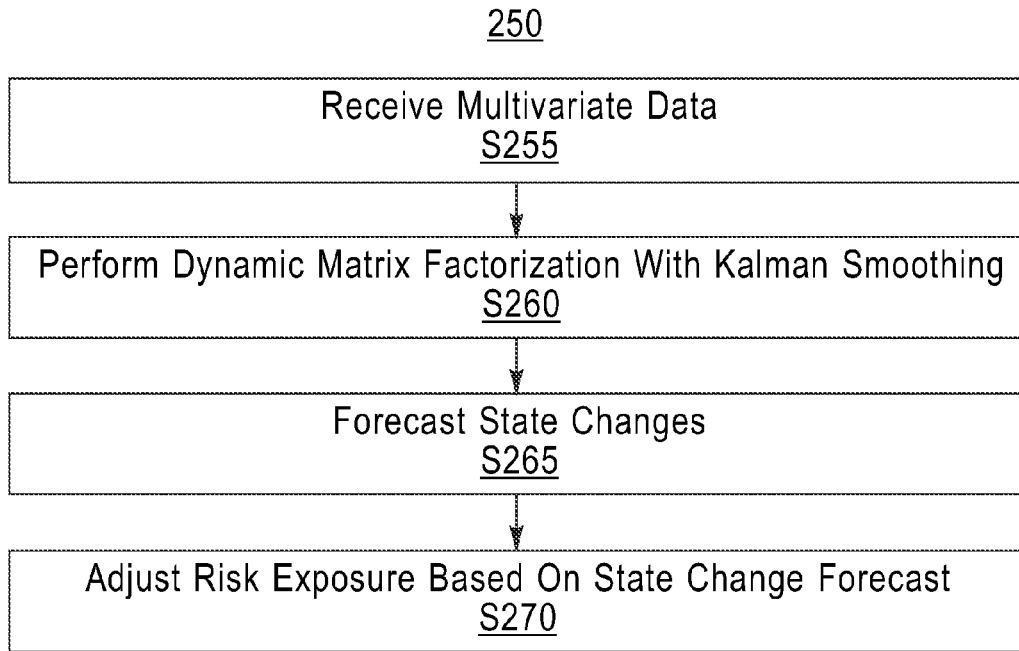 250
Receive Multivariate Data
S255
Perform Dynamic Matrix Factorization With Kalman Smoothing
S260
Forecast State Changes
S265
Adjust Risk Exposure Based On State Change Forecast
S270